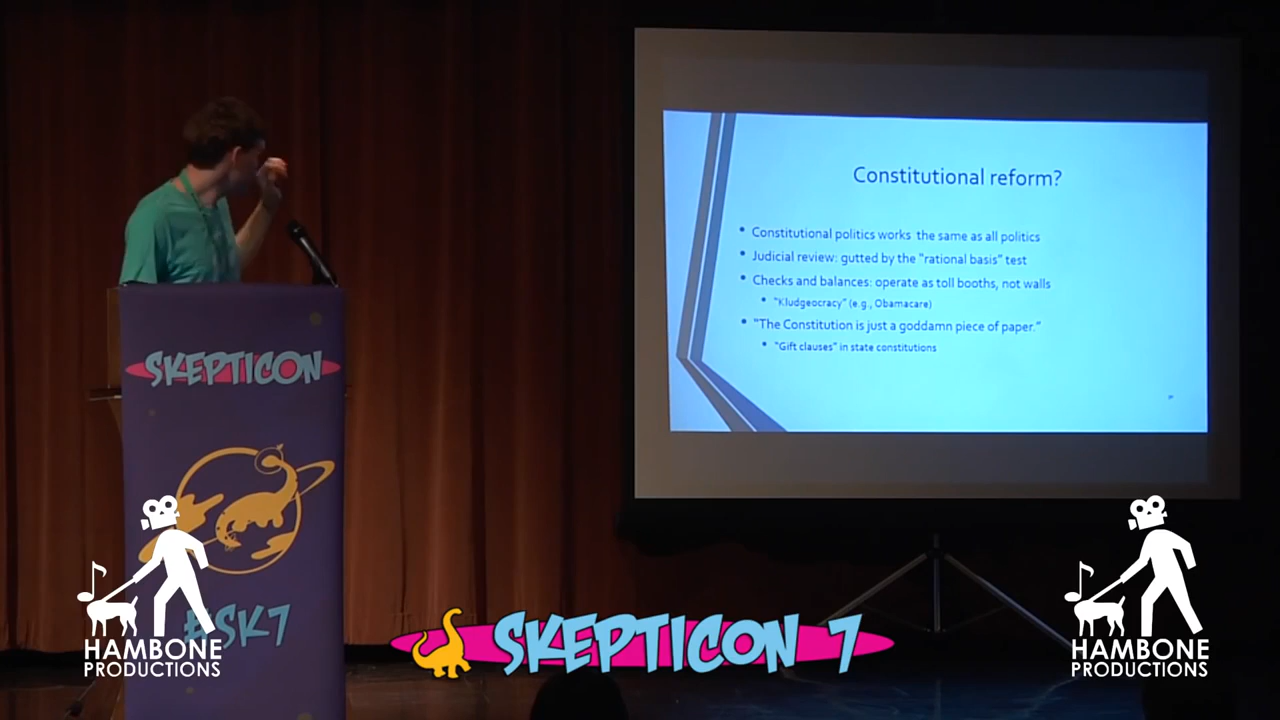 Constitutional reform?
• Constitutional politics works the same as all politics
• Judicial review: gutted by the "rational basis" test
• Checks and balances: operate as toll booths, not walls
• "Kludgeocracy" (e.g., Obamacare)
• "The Constitution is just a goddamn piece of paper."
• "Gift clauses" in state constitutions
SKEPTICON
#SK7
HAMBONE
PRODUCTIONS
SKEPTICON 7
HAMBONE
PRODUCTIONS